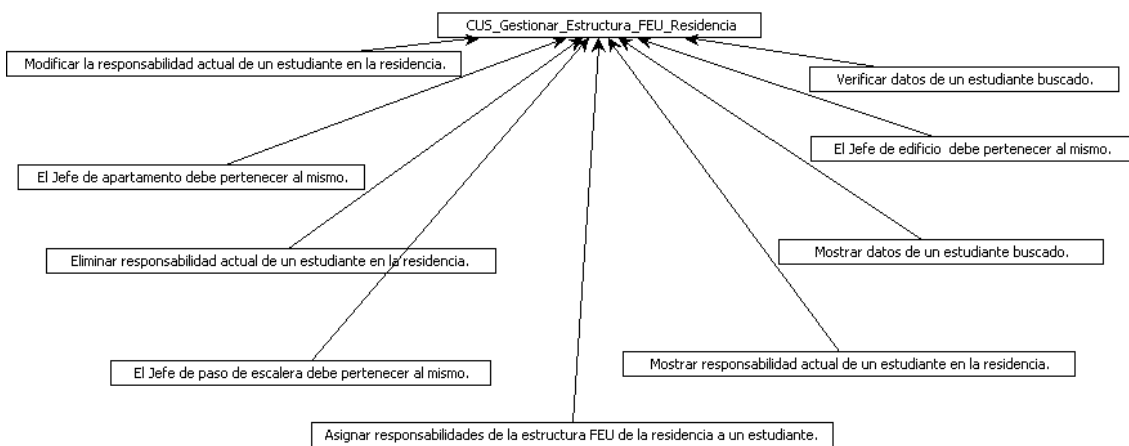 CUS_Gestionar_Estructura_FEU_Residencia
Modificar la responsabilidad actual de un estudiante en la residencia.
Verificar datos de un estudiante buscado.
El Jefe de edificio  debe pertenecer al mismo.
El Jefe de apartamento debe pertenecer al mismo.
Mostrar datos de un estudiante buscado.
Eliminar responsabilidad actual de un estudiante en la residencia.
Mostrar responsabilidad actual de un estudiante en la residencia.
El Jefe de paso de escalera debe pertenecer al mismo.
Asignar responsabilidades de la estructura FEU de la residencia a un estudiante.